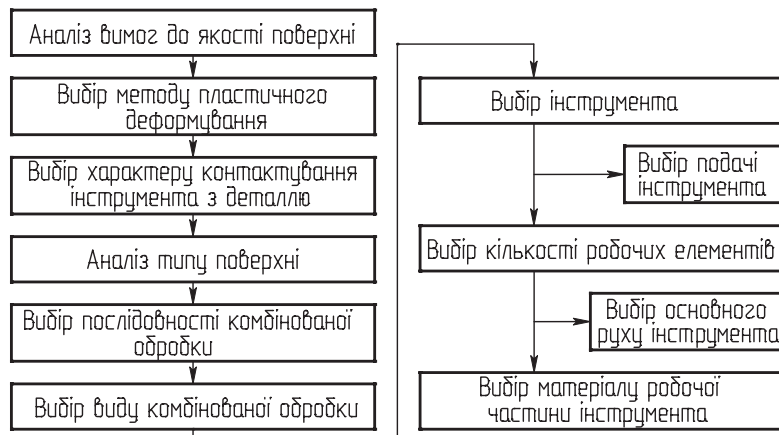 Аналіз вимог до якості поверхні
Вибір методу пластичного
деформування
Вибір характеру контактування
інструмента з деталлю
Аналіз типу поверхні
Вибір послідовності комбінованої
обробки
Вибір виду комбінованої обробки
Вибір інструмента
Вибір подачі
інструмента
Вибір кількості робочих елементів
Вибір основного
руху інструмента
Вибір матеріалу робочої
частини інструмента